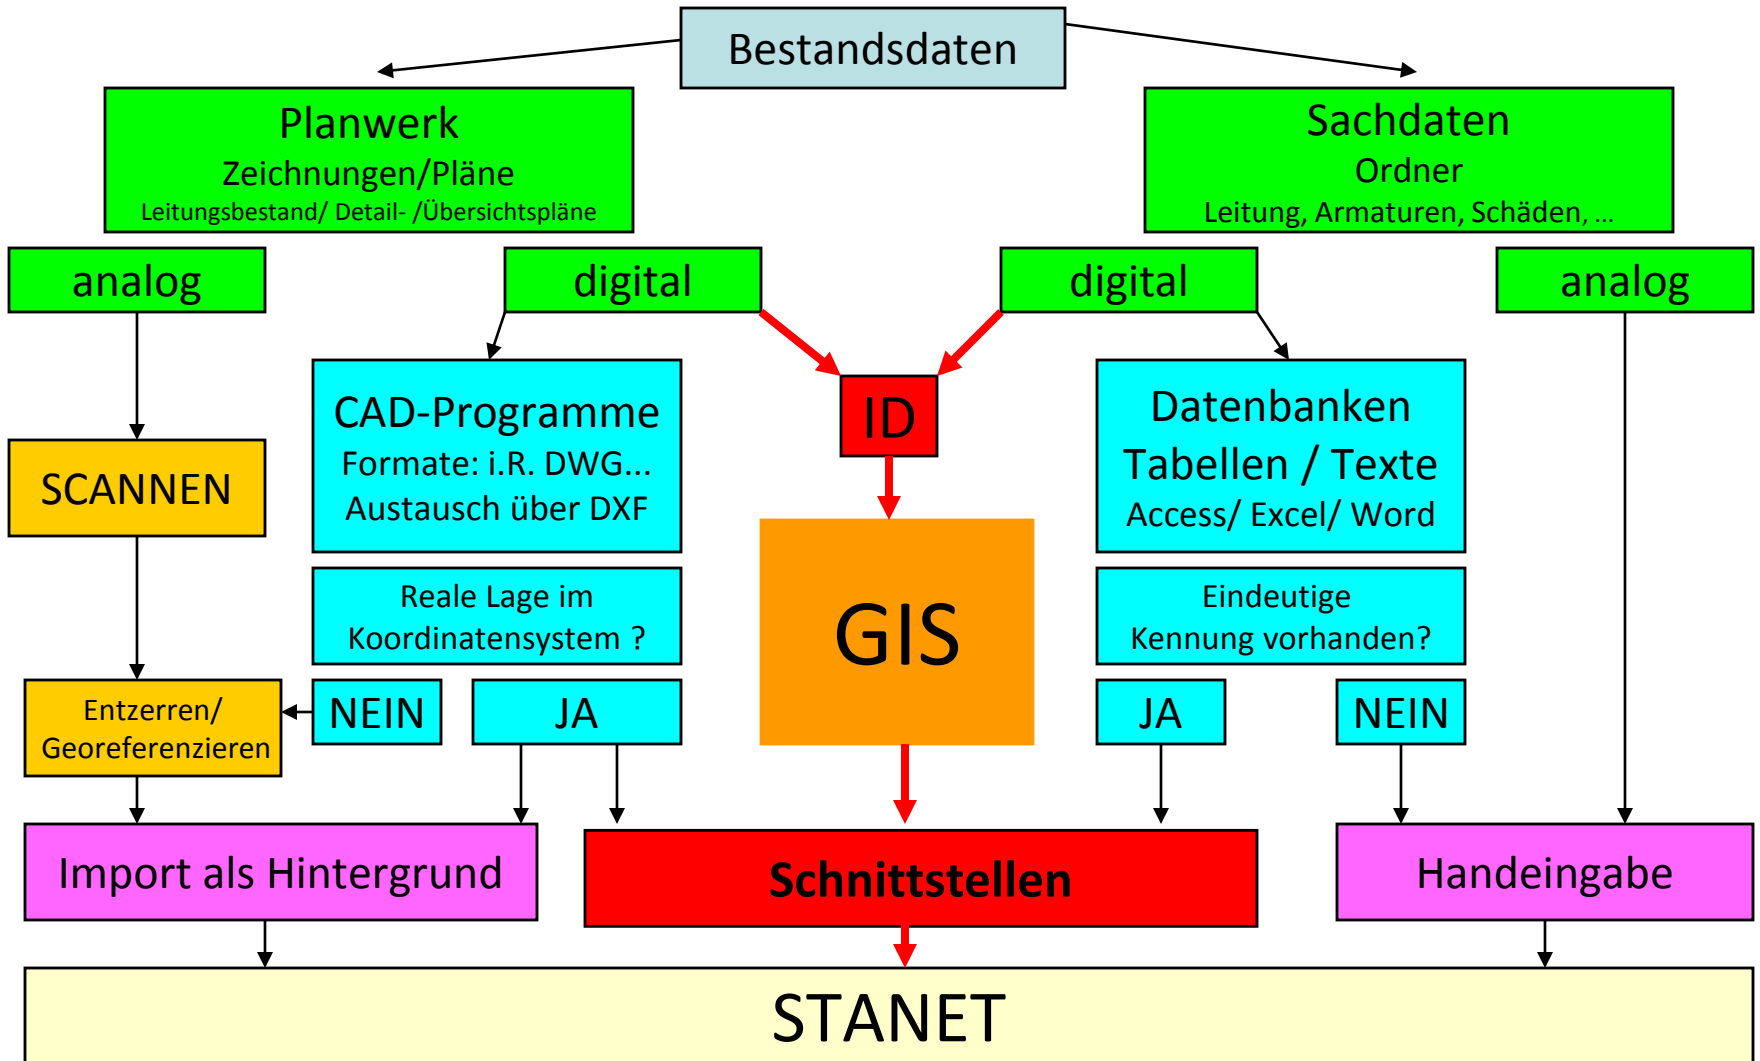 Bestandsdaten
Planwerk
Zeichnungen/Pläne
Leitungsbestand/ Detail- /Übersichtspläne
Sachdaten
Ordner
Leitung, Armaturen, Schäden, ...
analog
digital
digital
analog
CAD-Programme
Formate: i.R. DWG...
Austausch über DXF
ID
Datenbanken
Tabellen / Texte
Access/ Excel/ Word
SCANNEN
Reale Lage im
Koordinatensystem ?
GIS
Eindeutige
Kennung vorhanden?
Entzerren/
Georeferenzieren
NEIN
JA
JA
NEIN
Import als Hintergrund
Schnittstellen
Handeingabe
STANET